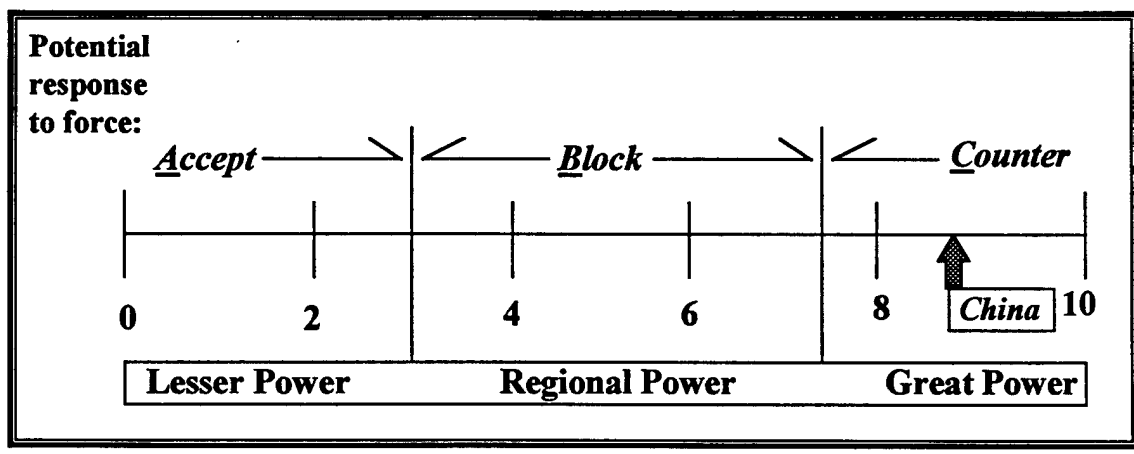 Potential
response
to force:
Accept Block Counter
0 2 4 6 8 China 10
Lesser Power Regional Power Great Power